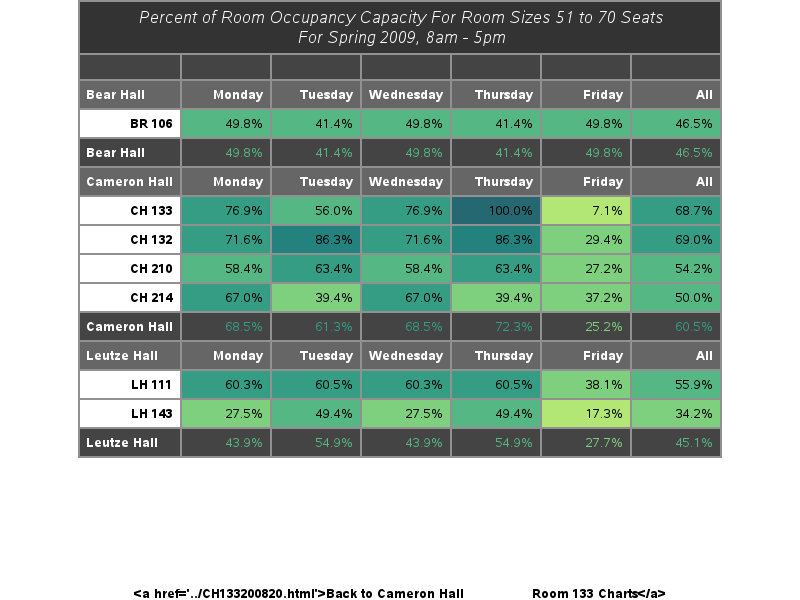 Percent of Room Occupancy Capacity For Room Sizes 51 to 70 Seats
For Spring 2009, 8am - 5pm
Bear Hall Monday Tuesday Wednesday Thursday Friday All
BR 106 49.8% 41.4% 49.8% 41.4% 49.8% 46.5%
Bear Hall 49.8% 41.4% 49.8% 41.4% 49.8% 46.5%
Cameron Hall Monday Tuesday Wednesday Thursday Friday All
CH 133 76.9% 56.0% 76.9% 100.0% 7.1% 68.7%
CH 132 71.6% 86.3% 71.6% 86.3% 29.4% 69.0%
CH 210 58.4% 63.4% 58.4% 63.4% 27.2% 54.2%
CH 214 67.0% 39.4% 67.0% 39.4% 37.2% 50.0%
Cameron Hall 68.5% 61.3% 68.5% 72.3% 25.2% 60.5%
Leutze Hall Monday Tuesday Wednesday Thursday Friday All
LH 111 60.3% 60.5% 60.3% 60.5% 38.1% 55.9%
LH 143 27.5% 49.4% 27.5% 49.4% 17.3% 34.2%
Leutze Hall 43.9% 54.9% 43.9% 54.9% 27.7% 45.1%
<a href='../CH133200820.html'>Back to Cameron Hall Room 133 Charts</a>